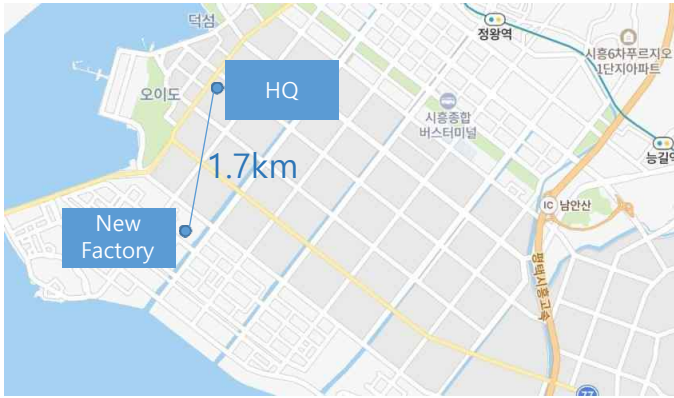 덕섬
정왕역
시흥6차푸르지오
1단지아파트
HQ
오이도
시흥종합
버스터미널
능길역
1.7km
IC 남안산
New
Factory
평택시흥고속
77